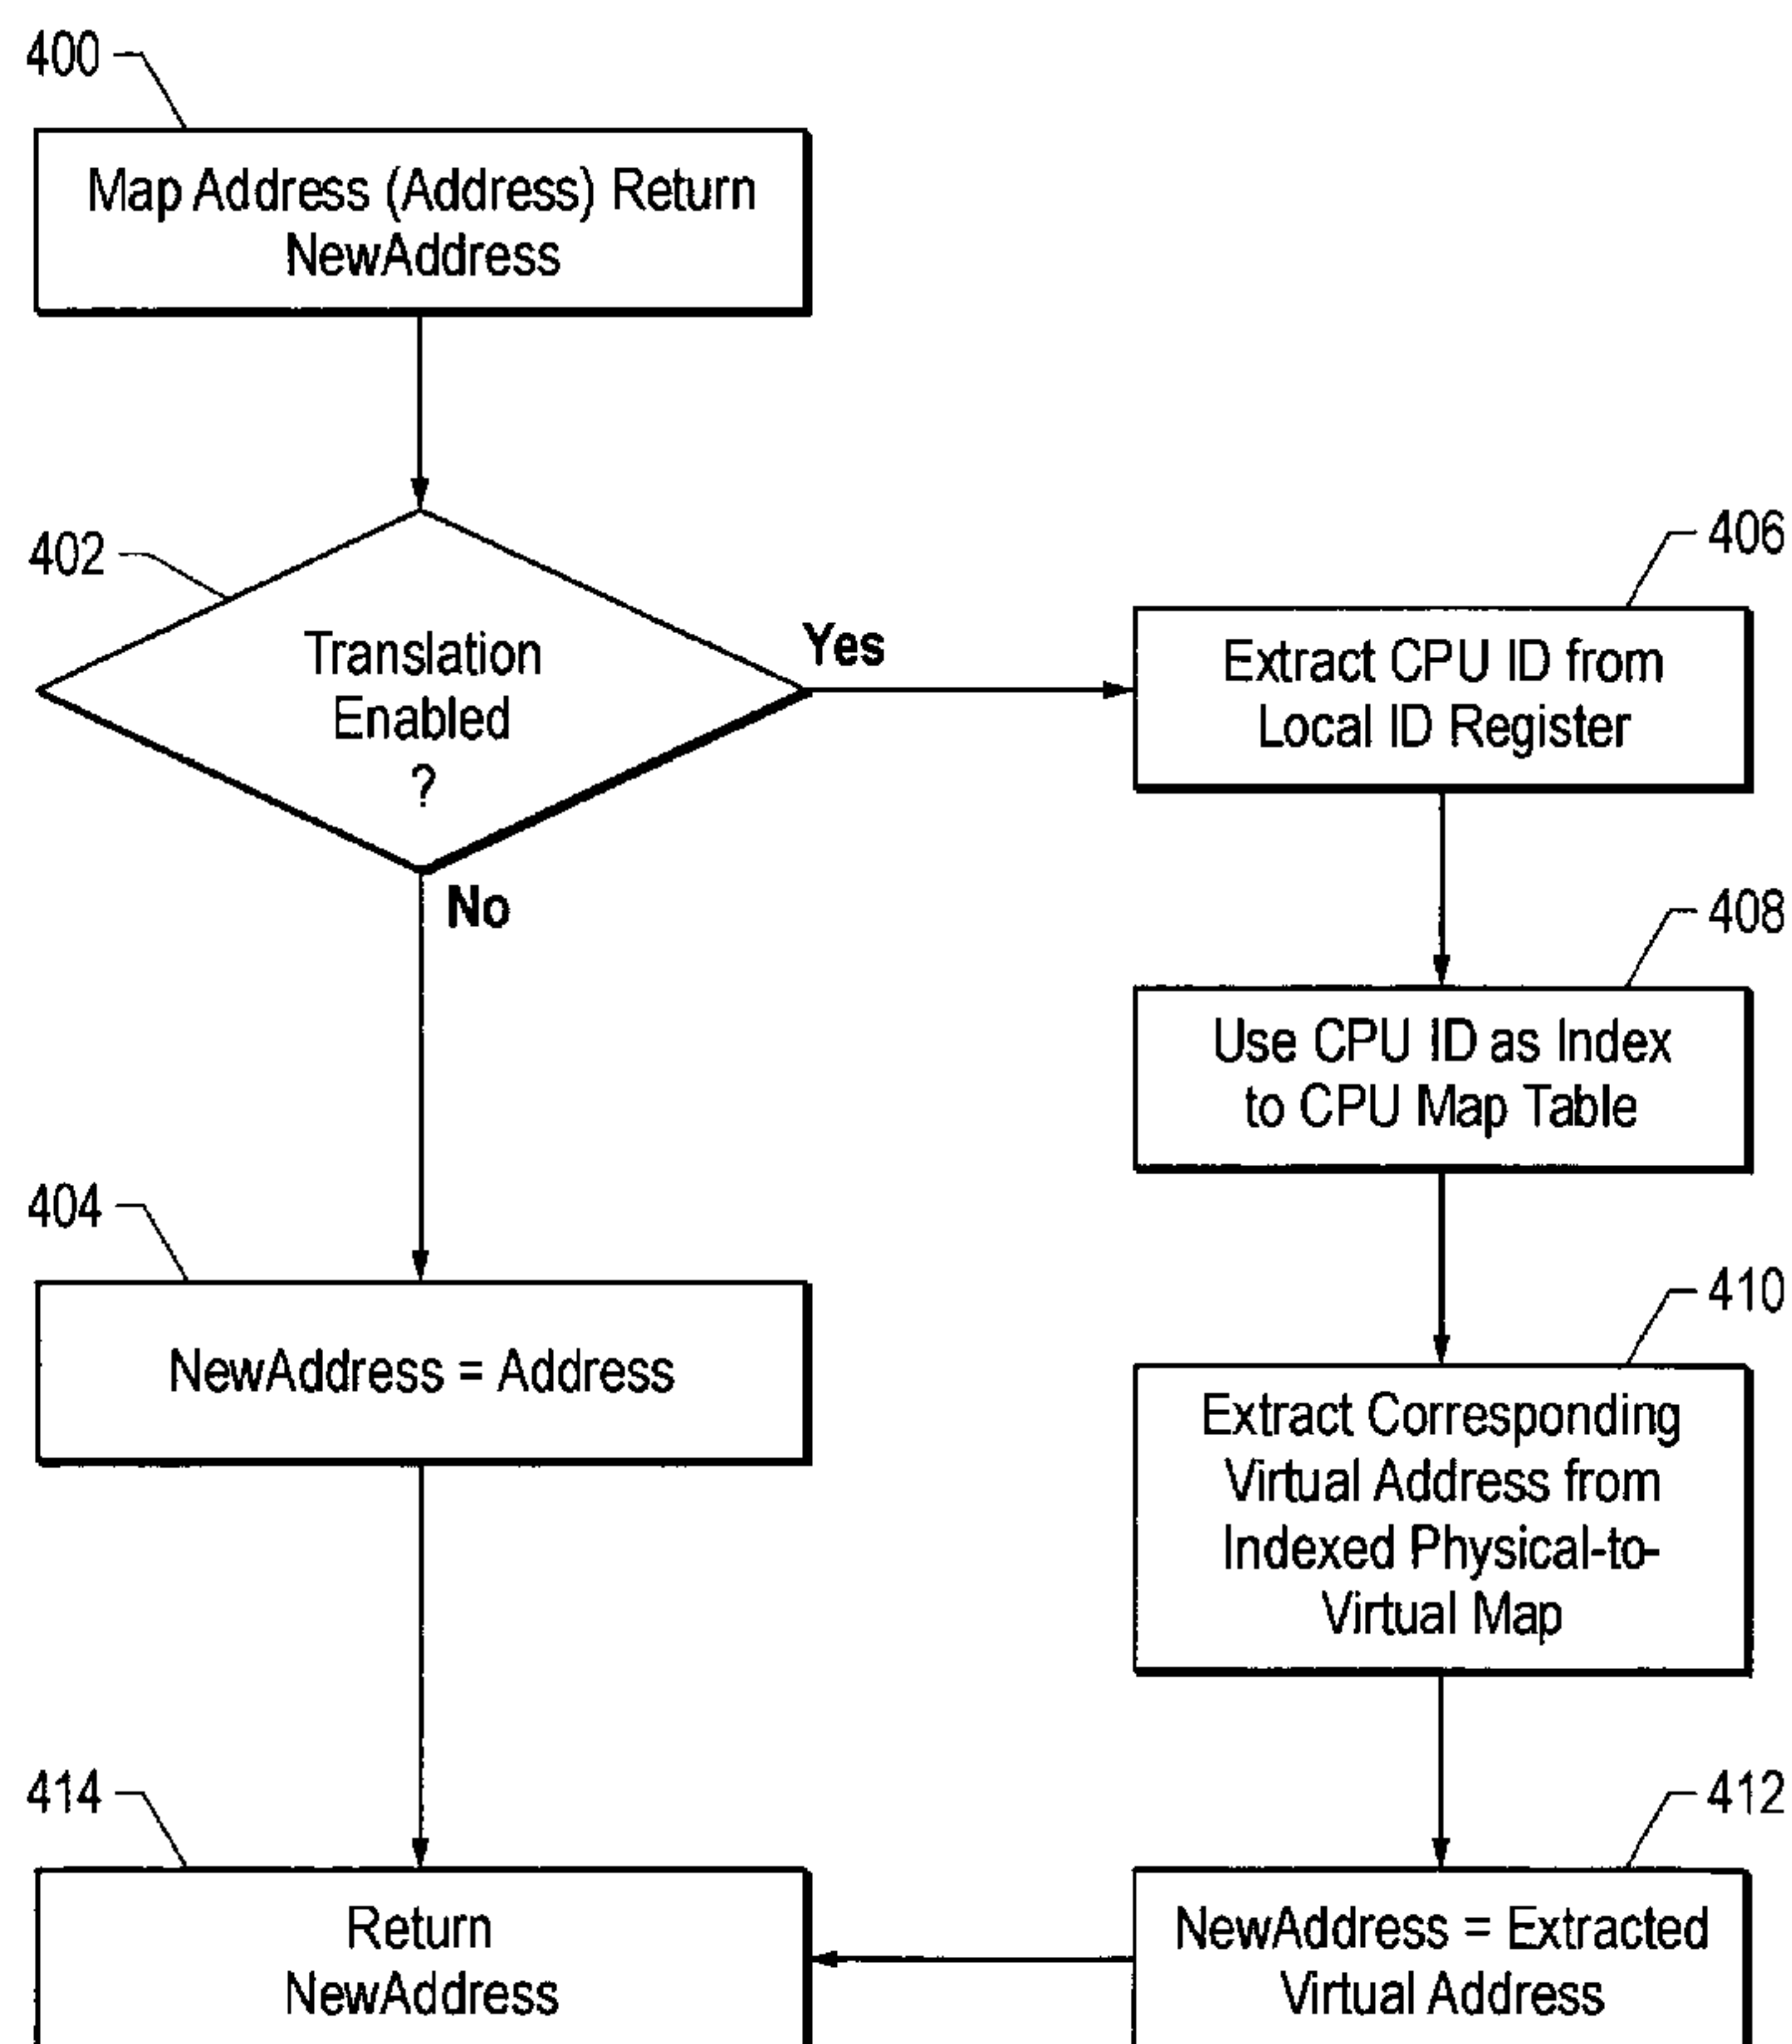 400
Map Address (Address) Return
NewAddress
402
Translation
Enabled
?
Yes
No
406
Extract CPU ID from
Local ID Register
408
Use CPU ID as Index
to CPU Map Table
404
NewAddress = Address
410
Extract Corresponding
Virtual Address from
Indexed Physical-to-
Virtual Map
414
Return
NewAddress
412
NewAddress = Extracted
Virtual Address